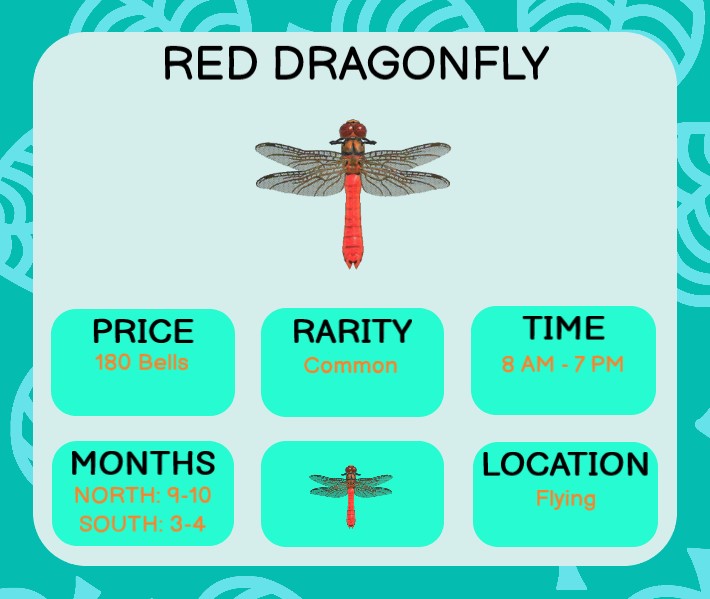 RED DRAGONFLY
PRICE
180 Bells
RARITY
Common
TIME
8 AM - 7 PM
MONTHS
NORTH: 9-10
SOUTH: 3-4
LOCATION
Flying